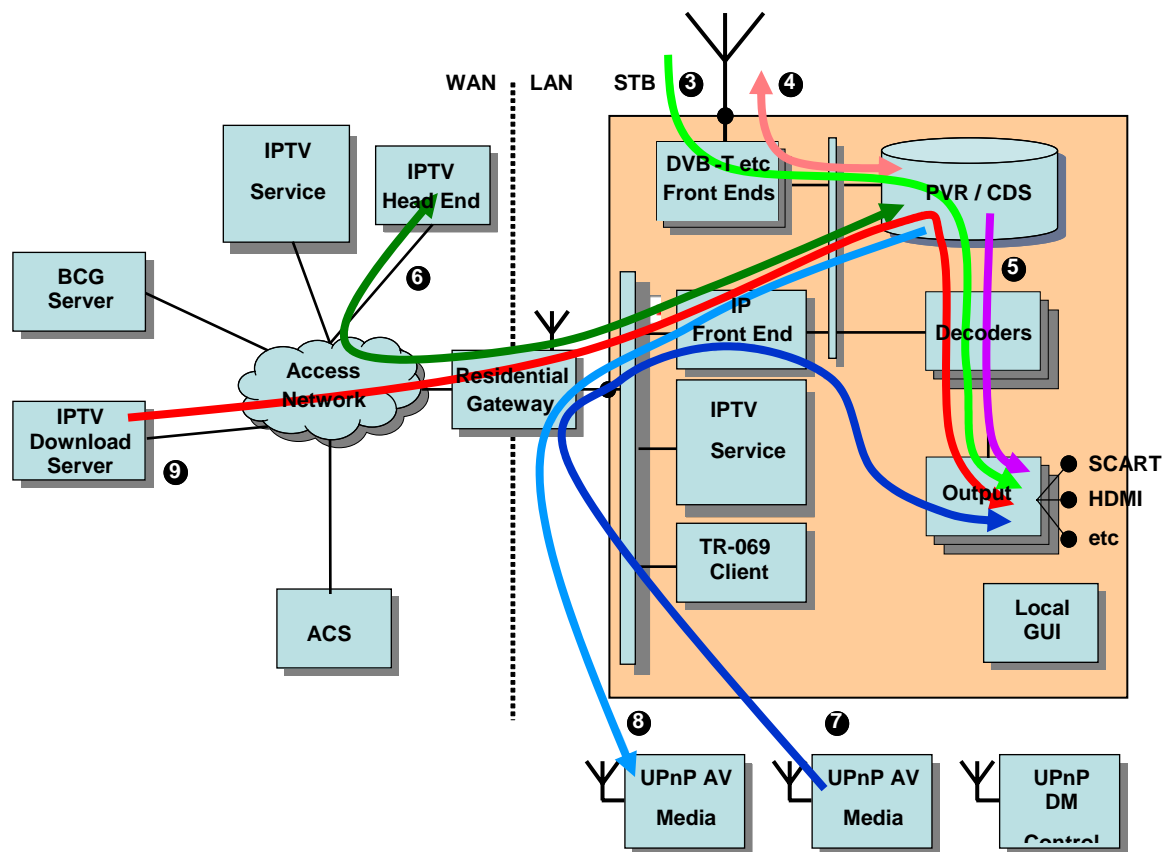 WAN
LAN
STB
3
4
IPTV
Service
IPTV
Head End
DVB-T etc
Front Ends
PVR / CDS
6
5
BCG
Server
IP
Front End
Decoders
Access
Network
Residential
Gateway
IPTV
Download
Server
9
IPTV
Service
Output
SCART
HDMI
etc
TR-069
Client
ACS
Local
GUI
8
7
UPnP AV
Media
UPnP AV
Media
UPnP
DM
Control